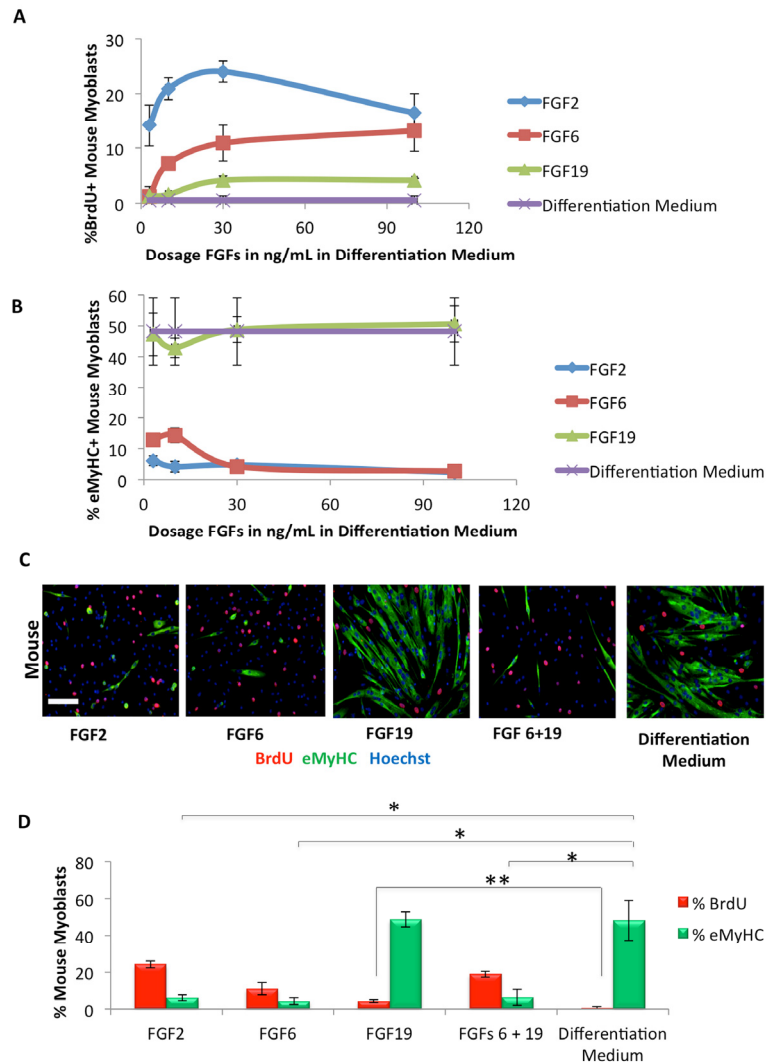 A
30
20
10
0
%BrdU+ Mouse Myoblasts
0 30 60 90 120
Dosage FGFs in ng/mL in Differentiation Medium
FGF2
FGF6
FGF19
Differentiation Medium
B
60
50
40
30
20
10
0
% eMyHC+ Mouse Myoblasts
0 30 60 90 120
Dosage FGFs in ng/mL in Differentiation Medium
FGF2
FGF6
FGF19
Differentiation Medium
C
Mouse
FGF2 FGF6 FGF19 FGF 6+19 Differentiation
Medium
BrdU eMyHC Hoechst
D
*
*
*
**
80
60
40
20
0
% Mouse Myoblasts
% BrdU
% eMyHC
FGF2 FGF6 FGF19 FGFs 6 + 19 Differentiation
Medium